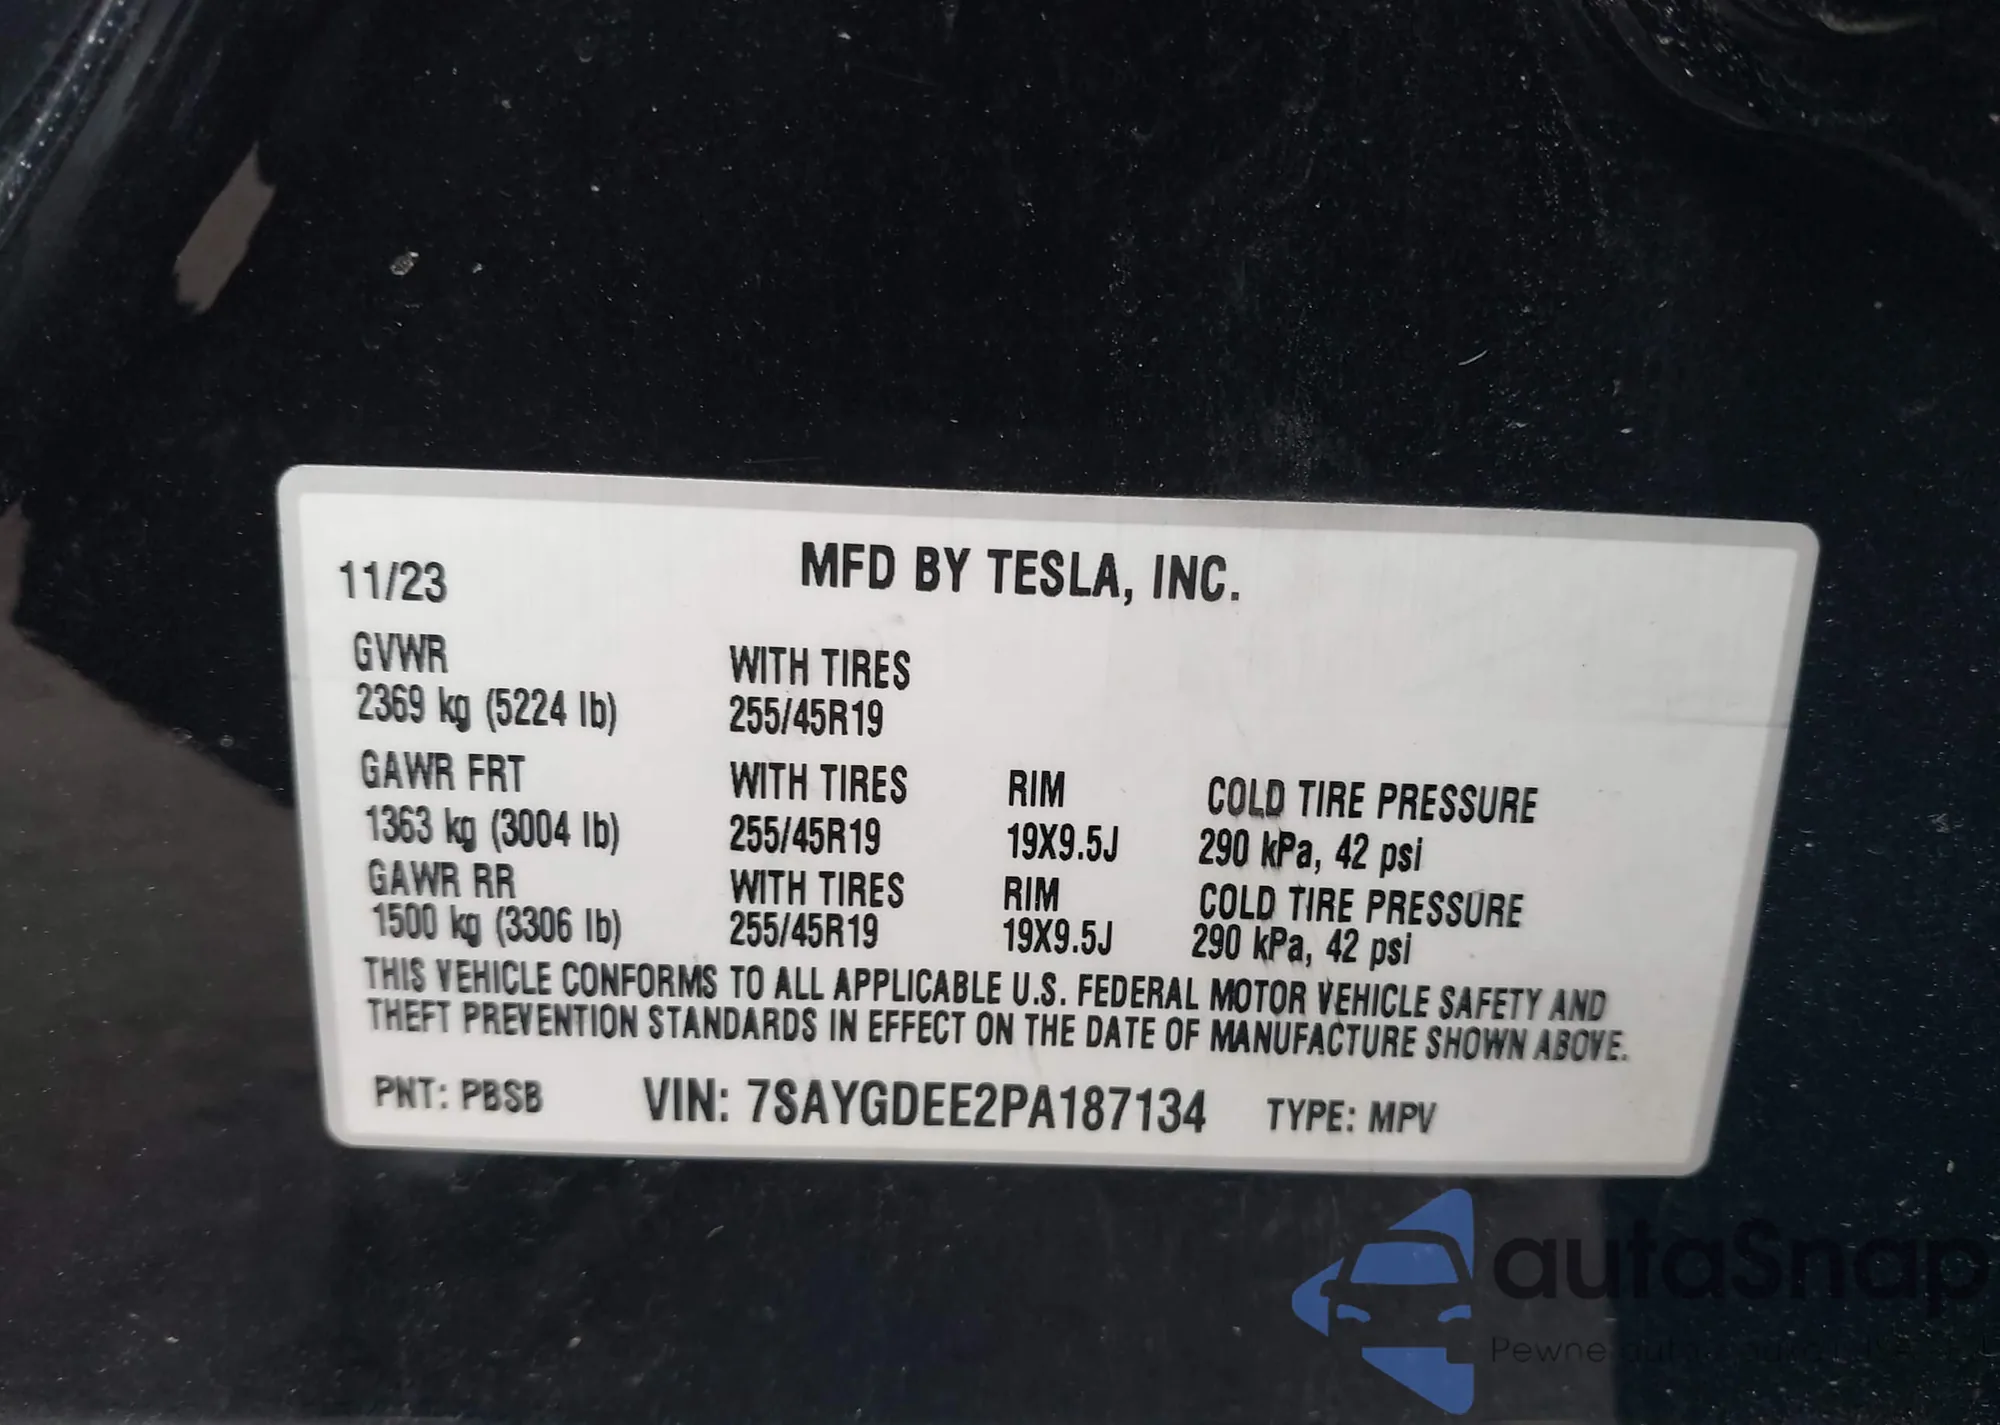 11/23 MFD BY TESLA, INC.
GVWR WITH TIRES
2369 kg (5224 lb) 255/45R19
GAWR FRT WITH TIRES RIM COLD TIRE PRESSURE
1363 kg (3004 lb) 255/45R19 19X9.5J 290 kPa, 42 psi
GAWR RR WITH TIRES RIM COLD TIRE PRESSURE
1500 kg (3306 lb) 255/45R19 19X9.5J 290 kPa, 42 psi
THIS VEHICLE CONFORMS TO ALL APPLICABLE U.S. FEDERAL MOTOR VEHICLE SAFETY AND
THEFT PREVENTION STANDARDS IN EFFECT ON THE DATE OF MANUFACTURE SHOWN ABOVE.
PNT: PBSB VIN: 7SAYGDEE2PA187134 TYPE: MPV
autaSnap
Pewne auta